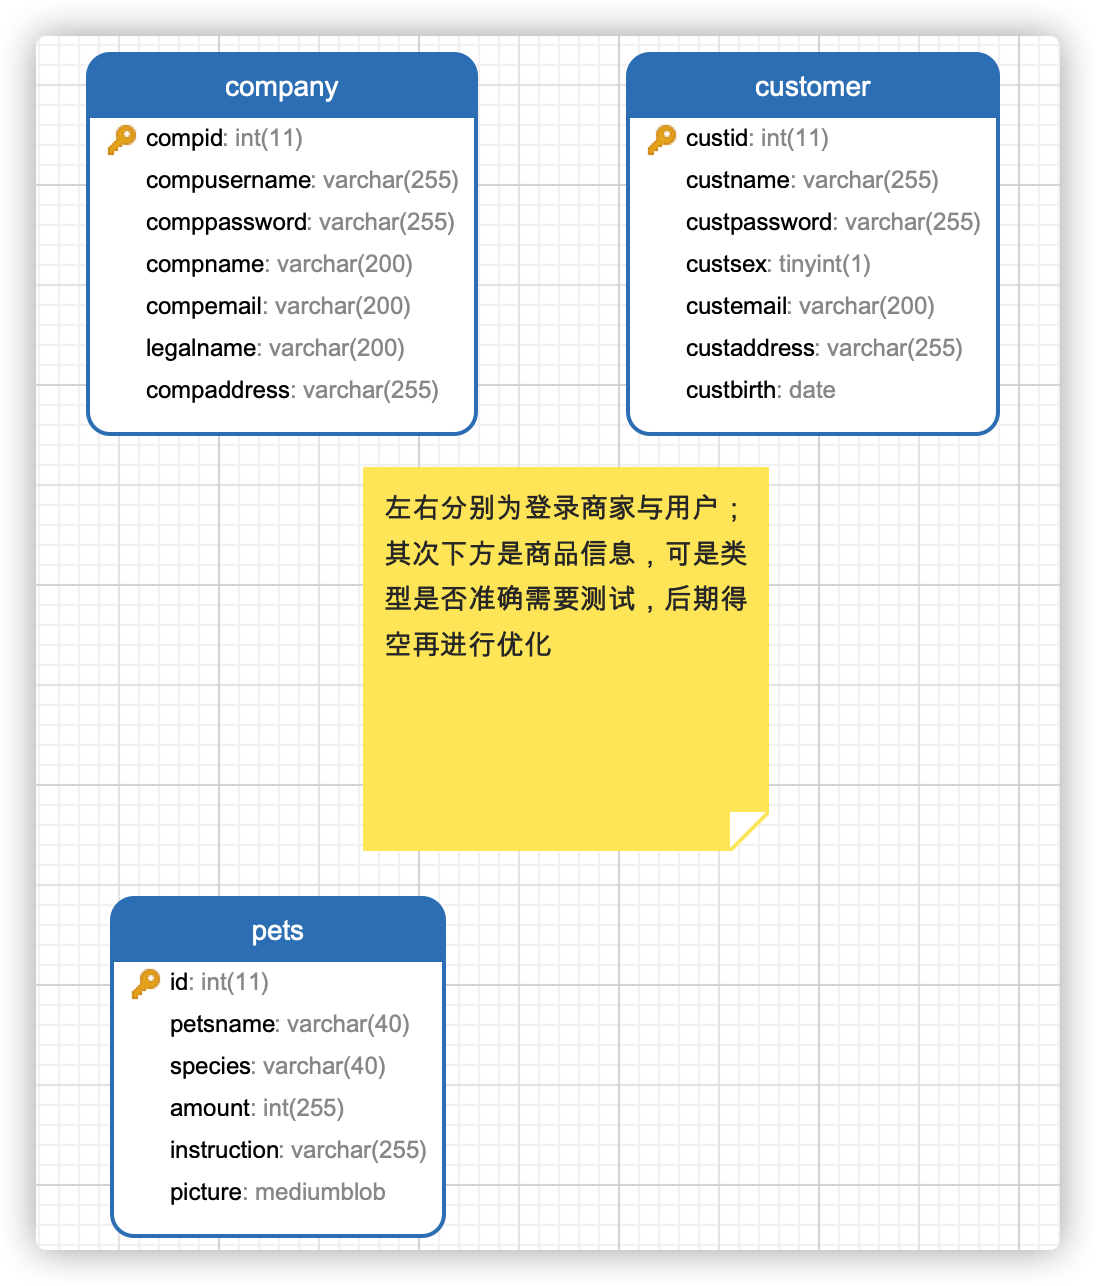 company
compid: int(11)
compusername: varchar(255)
comppassword: varchar(255)
compname: varchar(200)
compemail: varchar(200)
legalname: varchar(200)
compaddress: varchar(255)
customer
custid: int(11)
custname: varchar(255)
custpassword: varchar(255)
custsex: tinyint(1)
custemail: varchar(200)
custaddress: varchar(255)
custbirth: date
左右分别为登录商家与用户；
其次下方是商品信息，可是类
型是否准确需要测试，后期得
空再进行优化
pets
id: int(11)
petsname: varchar(40)
species: varchar(40)
amount: int(255)
instruction: varchar(255)
picture: mediumblob